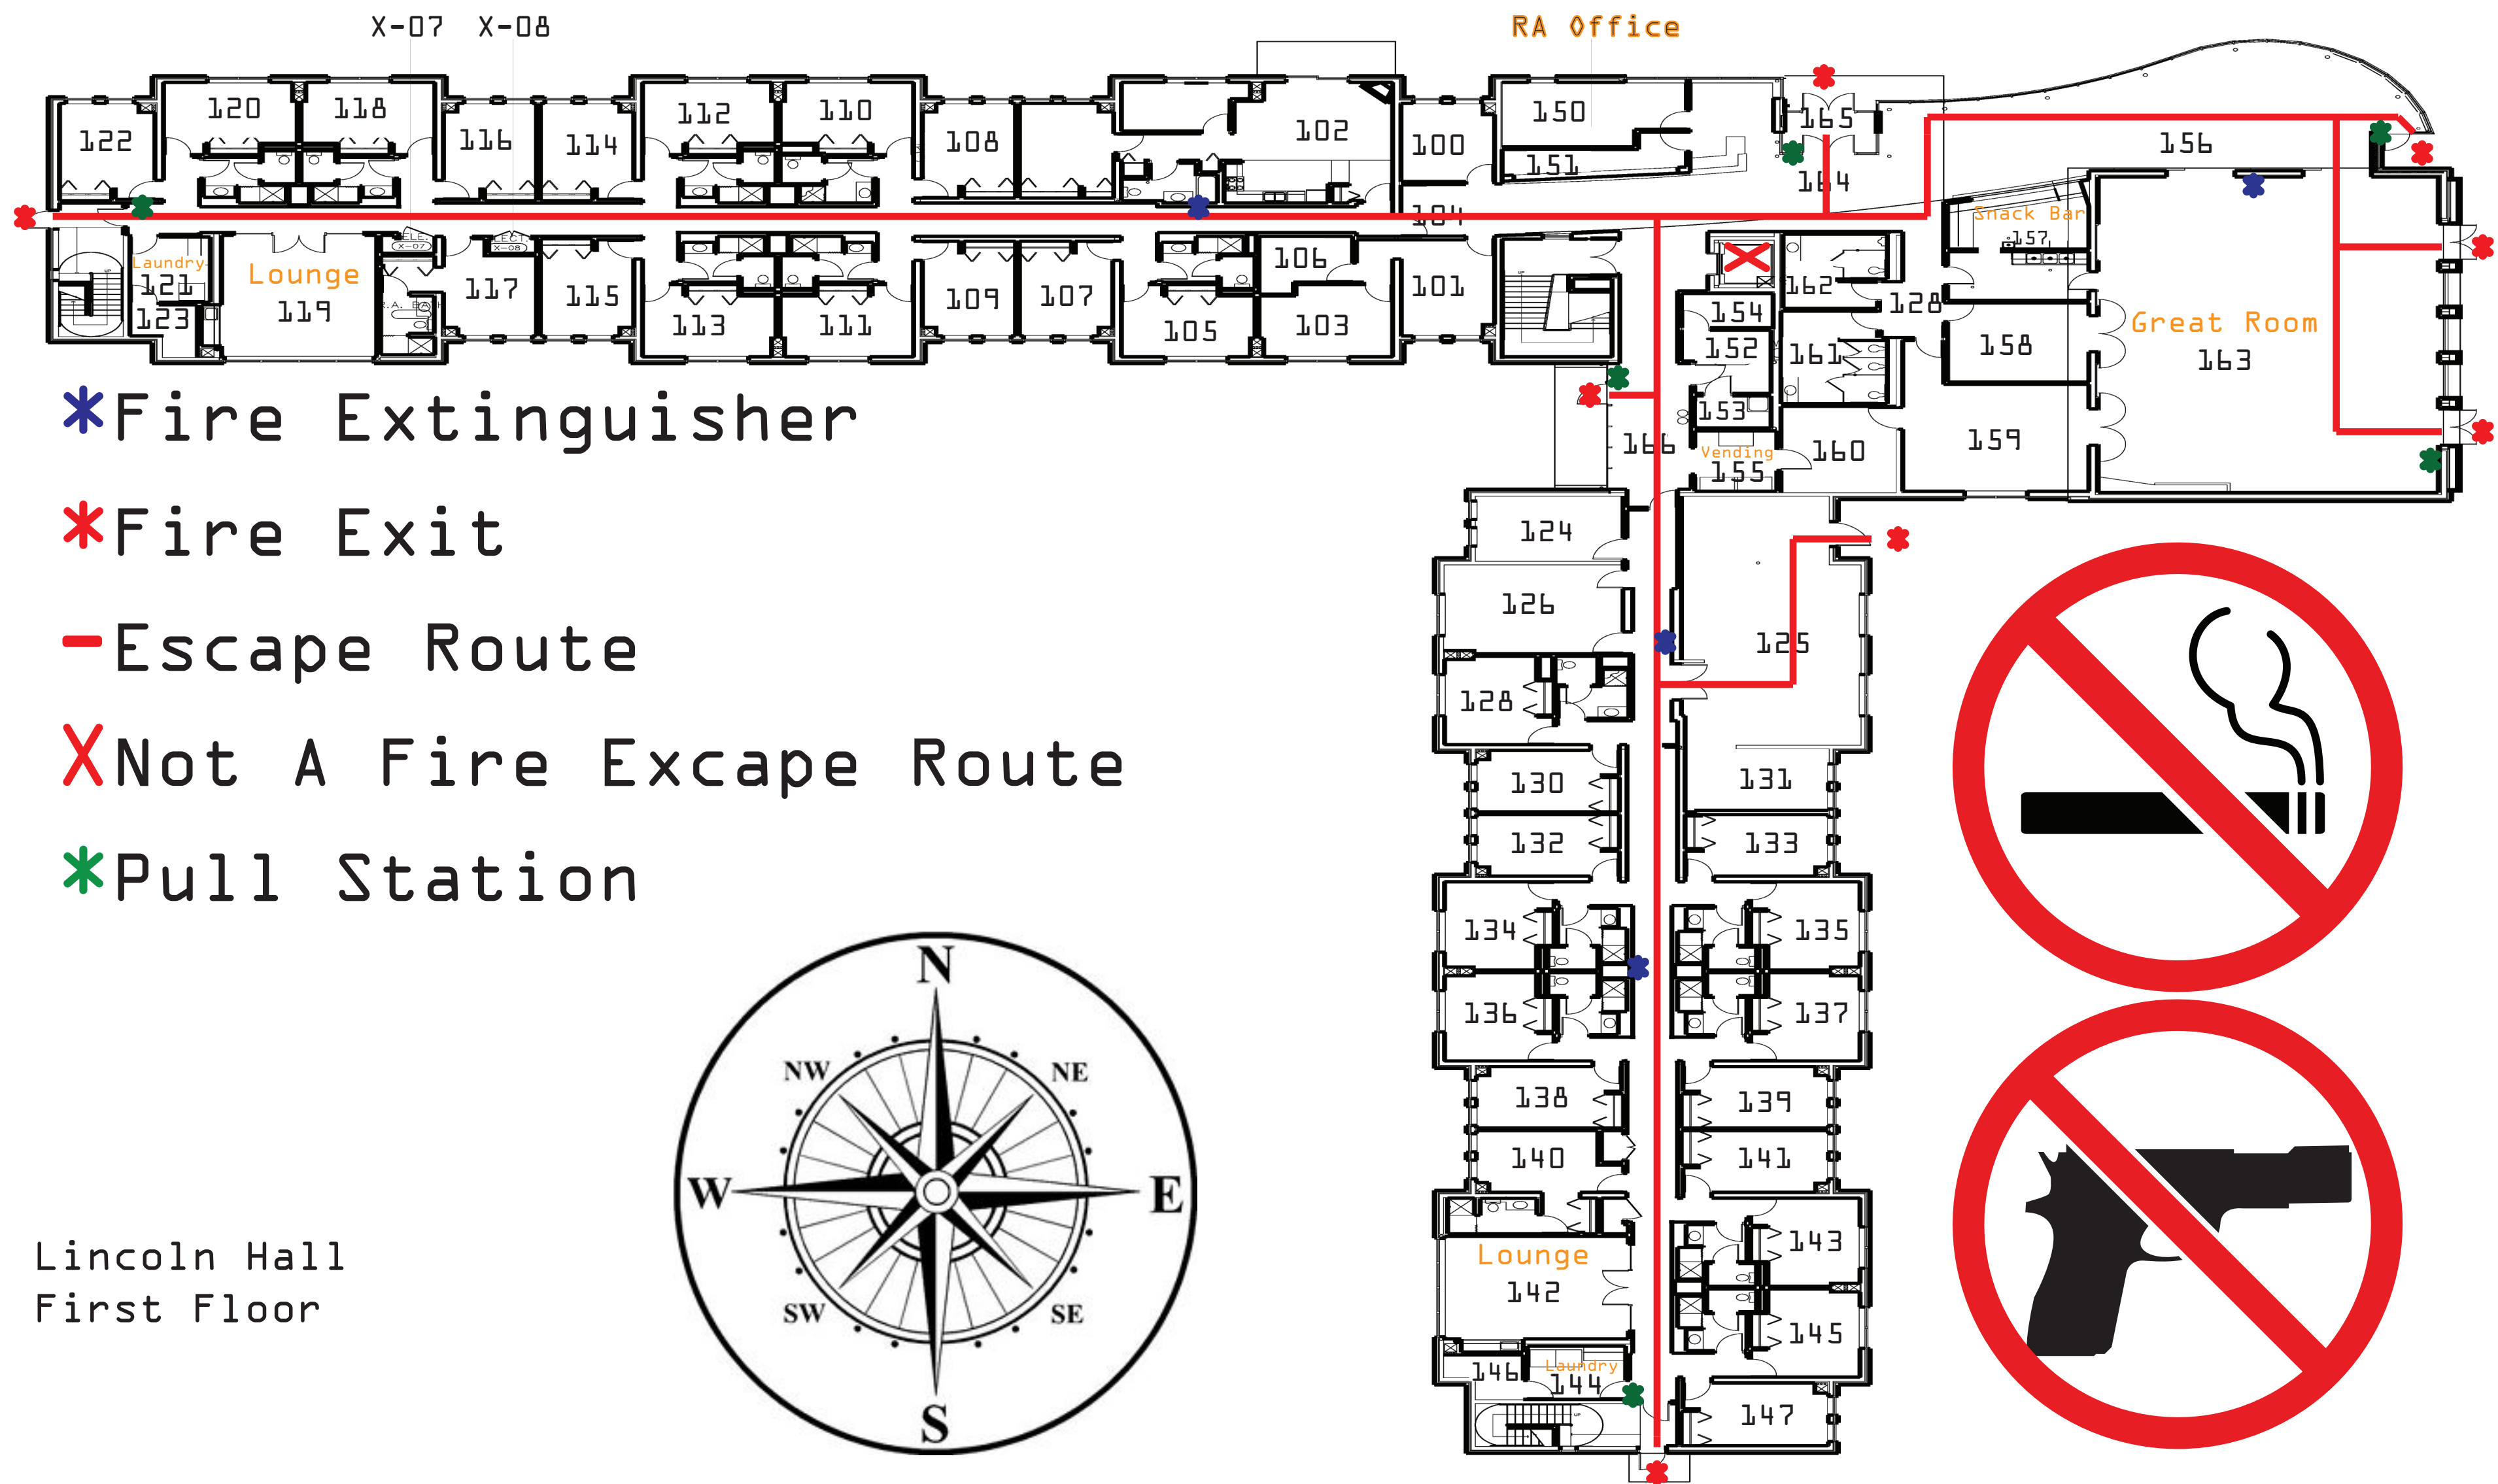 X-07 X-08 RA Office
120 118 112 110 150 165
122 116 114 108 102 100 151 156
164
104
Snack Bar
157
Laundry
121
Lounge
119
123
X-07
X-08
117 115 113 111 109 107 105 106 103 101
162 128
154
152 161 158
153
Great Room
163
166
Vending
155
160 159
*Fire Extinguisher
*Fire Exit
-Escape Route
XNot A Fire Excape Route
*Pull Station
124
126 125
128
130 131
132 133
134 135
136 137
138 139
140 141
143
Lounge
142
145
146
Laundry
144
147
N
NW NE
W E
SW SE
S
Lincoln Hall
First Floor